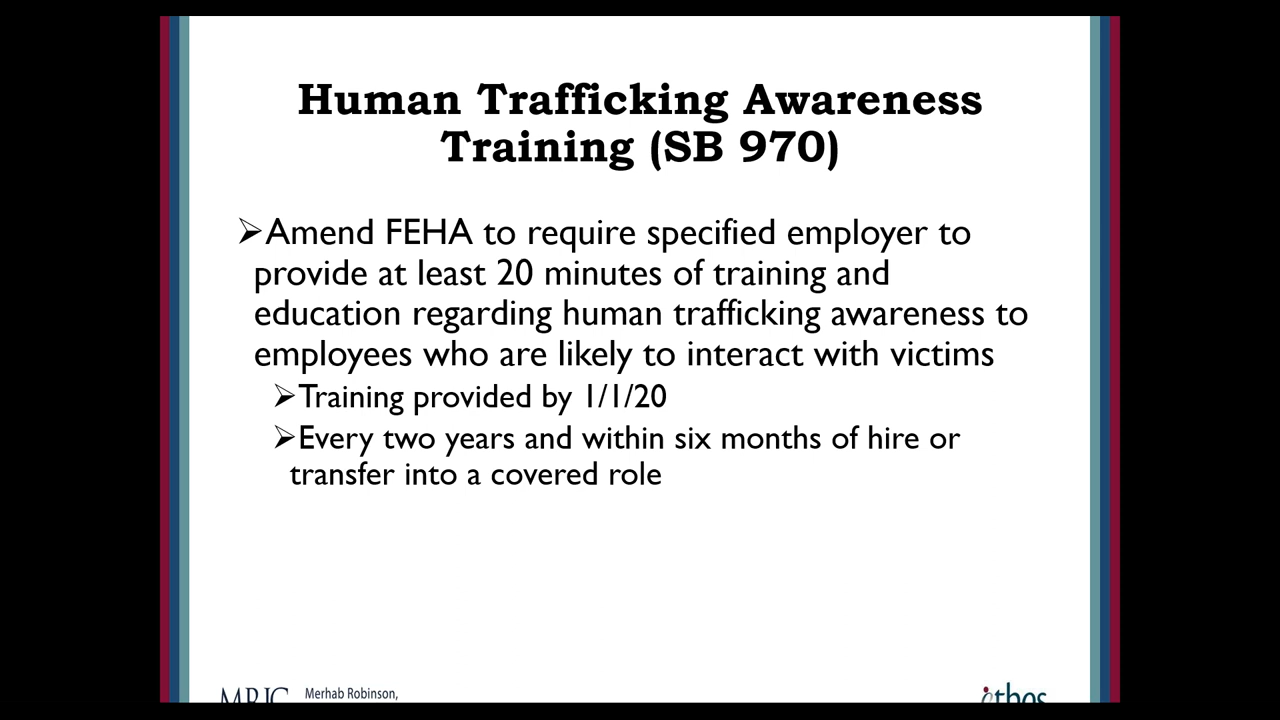 Human Trafficking Awareness
Training (SB 970)
➢Amend FEHA to require specified employer to
provide at least 20 minutes of training and
education regarding human trafficking awareness to
employees who are likely to interact with victims
➢Training provided by 1/1/20
➢Every two years and within six months of hire or
transfer into a covered role
MRJC Merhab Robinson,
ethos